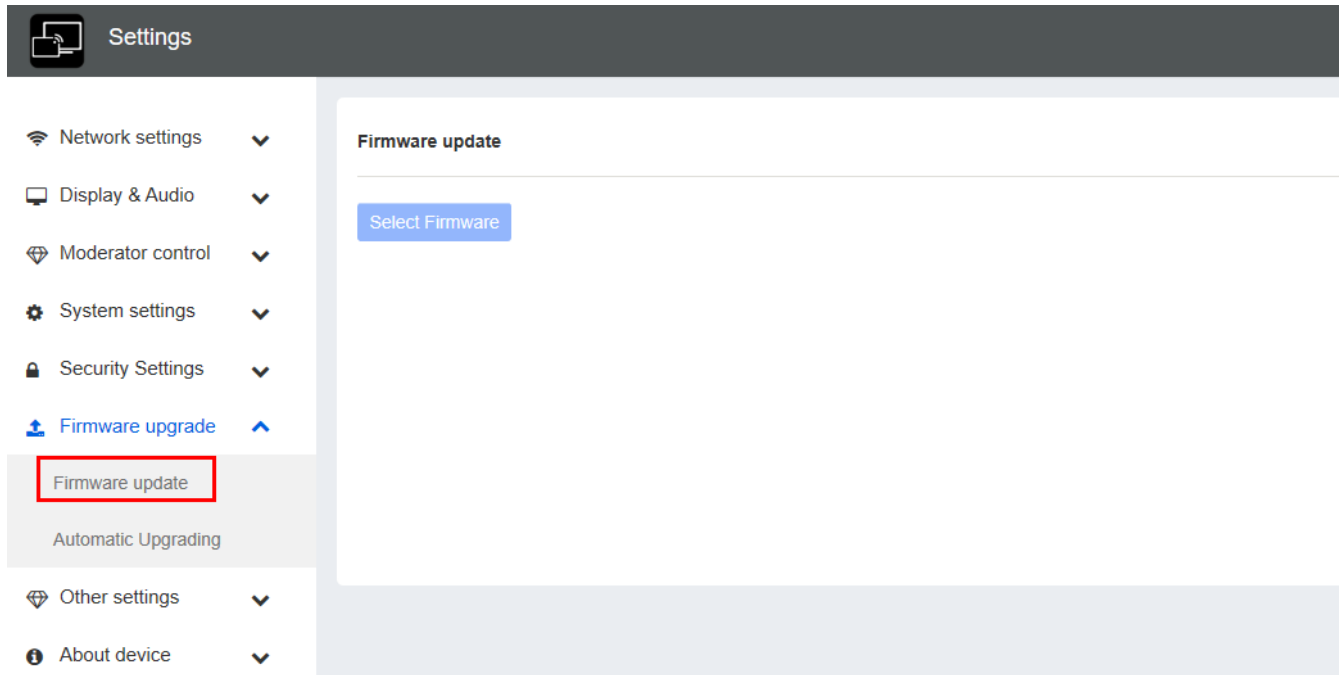 Settings
Network settings
Display & Audio
Moderator control
System settings
Security Settings
Firmware upgrade
Firmware update
Automatic Upgrading
Other settings
About device
Firmware update
Select Firmware